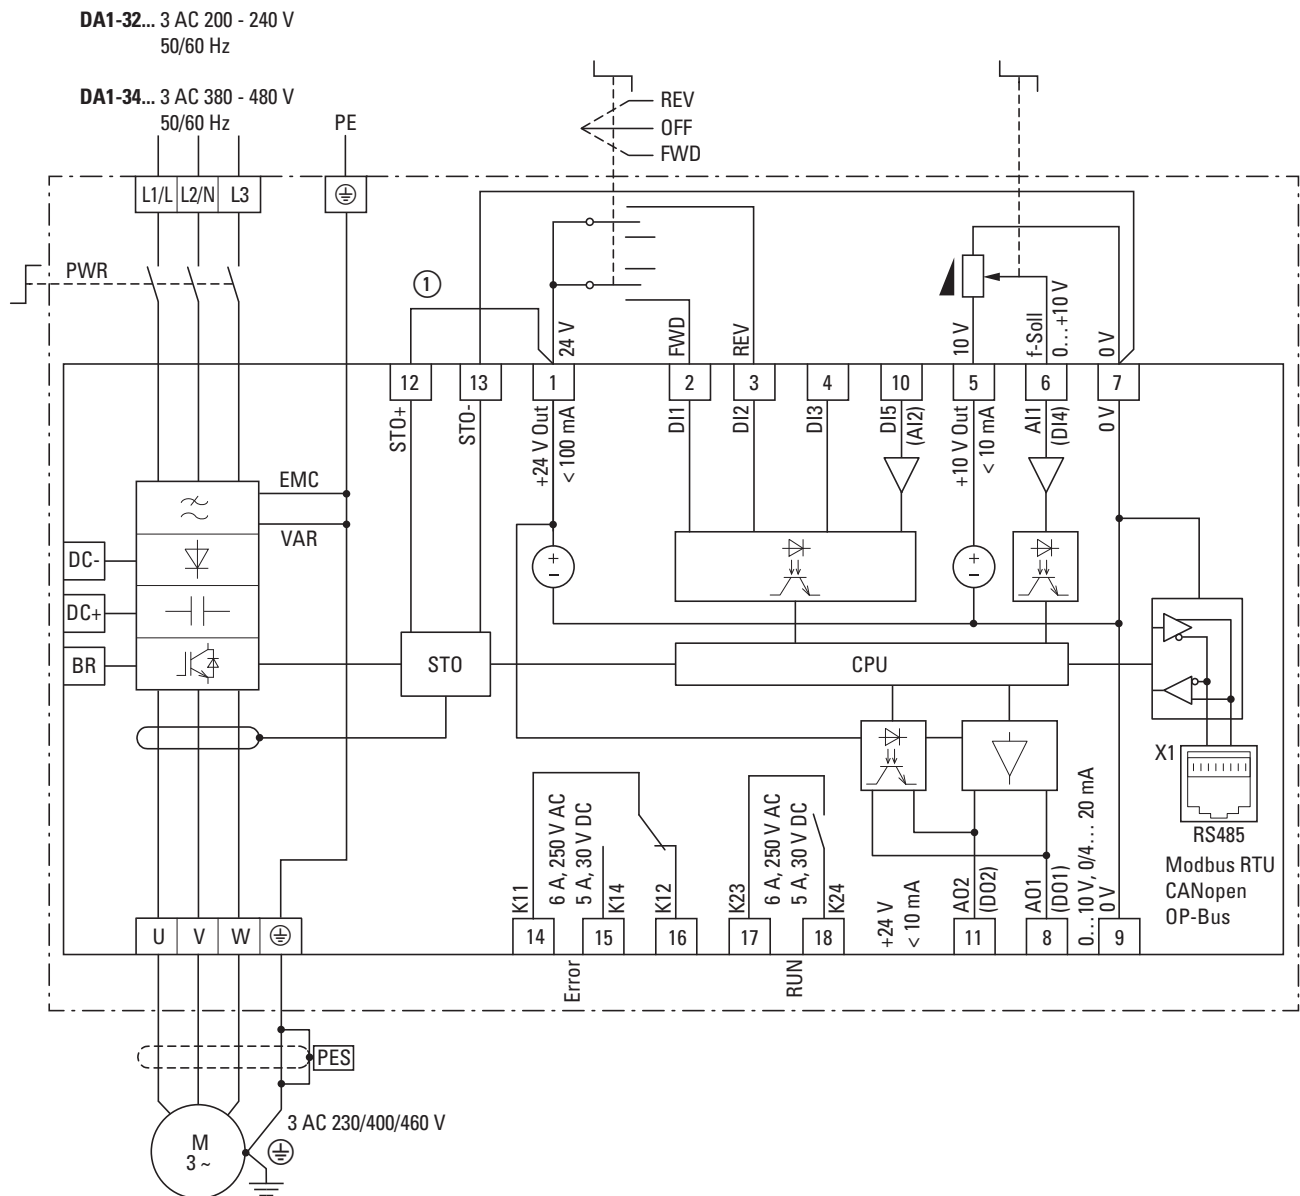 DA1-32... 3 AC 200 - 240 V
50/60 Hz
DA1-34... 3 AC 380 - 480 V
50/60 Hz
PE
REV
OFF
FWD
L1/L L2/N L3
PWR
1
24 V
FWD
REV
10 V
f-Soll
0…+10 V
0 V
12 13 1 2 3 4 10 5 6 7
STO+
STO-
+24 V Out
< 100 mA
DI1
DI2
DI3
DI5
(AI2)
+10 V Out
< 10 mA
AI1
(DI4)
0 V
EMC
VAR
DC-
DC+
BR
+
-
+
-
STO
CPU
X1
RS485
Modbus RTU
CANopen
OP-Bus
K11
6 A, 250 V AC
5 A, 30 V DC
K14
K12
K23
6 A, 250 V AC
5 A, 30 V DC
K24
+24 V
< 10 mA
AO2
(DO2)
A01
(DO1)
0…10 V, 0/4… 20 mA
0 V
U V W
14 15 16 17 18 11 8 9
Error
RUN
PES
3 AC 230/400/460 V
M
3 ~